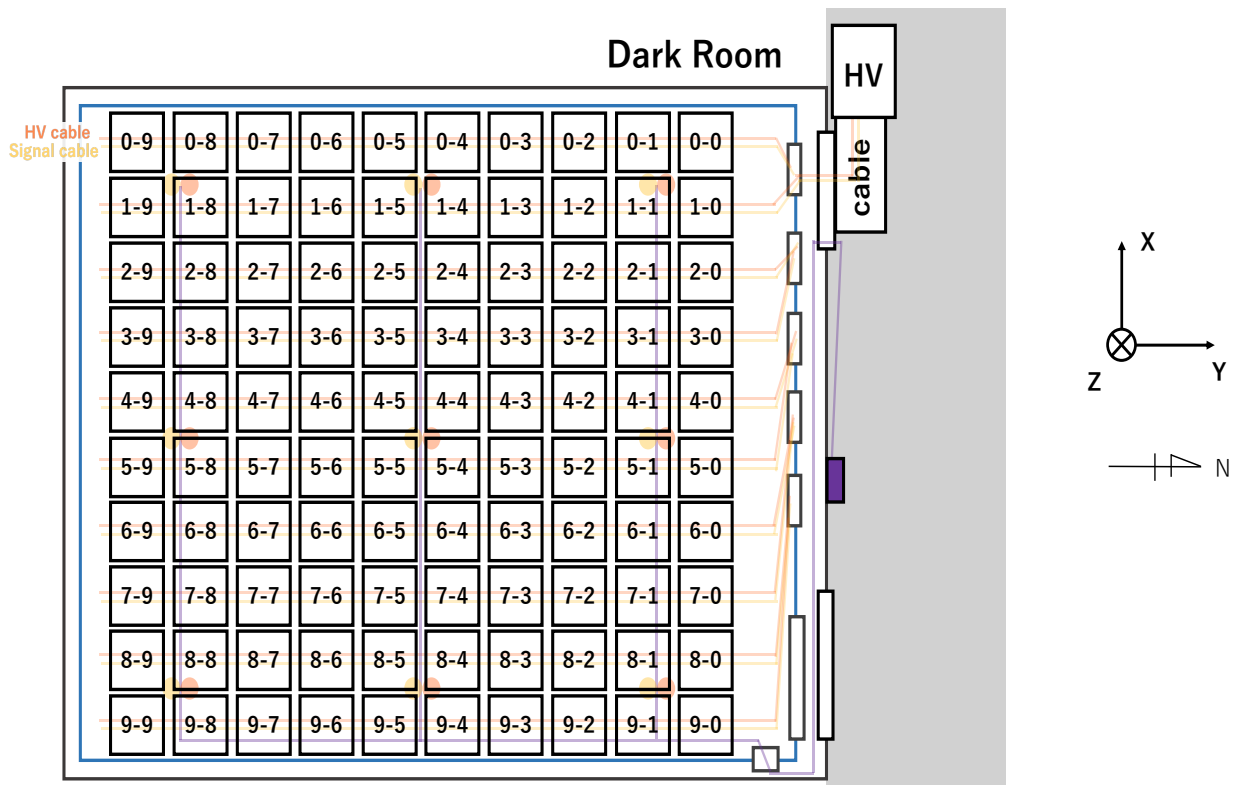 Dark Room
HV
cable
HV cable
Signal cable
0-9 0-8 0-7 0-6 0-5 0-4 0-3 0-2 0-1 0-0
1-9 1-8 1-7 1-6 1-5 1-4 1-3 1-2 1-1 1-0
2-9 2-8 2-7 2-6 2-5 2-4 2-3 2-2 2-1 2-0
3-9 3-8 3-7 3-6 3-5 3-4 3-3 3-2 3-1 3-0
4-9 4-8 4-7 4-6 4-5 4-4 4-3 4-2 4-1 4-0
5-9 5-8 5-7 5-6 5-5 5-4 5-3 5-2 5-1 5-0
6-9 6-8 6-7 6-6 6-5 6-4 6-3 6-2 6-1 6-0
7-9 7-8 7-7 7-6 7-5 7-4 7-3 7-2 7-1 7-0
8-9 8-8 8-7 8-6 8-5 8-4 8-3 8-2 8-1 8-0
9-9 9-8 9-7 9-6 9-5 9-4 9-3 9-2 9-1 9-0
X
Y
Z
N